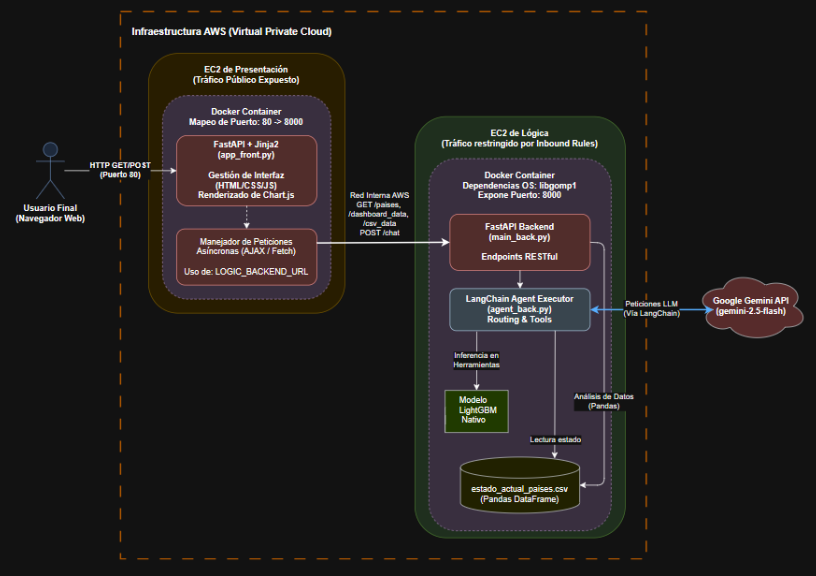 Infraestructura AWS (Virtual Private Cloud)
EC2 de Presentación
(Tráfico Público Expuesto)
Docker Container
Mapeo de Puerto: 80 -> 8000
FastAPI + Jinja2
(app_front.py)
Gestión de Interfaz
(HTML/CSS/JS)
Renderizado de Chart.js
HTTP GET/POST
(Puerto 80)
Usuario Final
(Navegador Web)
Manejador de Peticiones
Asíncronas (AJAX / Fetch)
Uso de: LOGIC_BACKEND_URL
Red Interna AWS
GET /paises,
/dashboard_data,
/csv_data
POST /chat
EC2 de Lógica
(Tráfico restringido por Inbound Rules)
Docker Container
Dependencias OS: libgomp1
Expone Puerto: 8000
FastAPI Backend
(main_back.py)
Endpoints RESTful
LangChain Agent Executor
(agent_back.py)
Routing & Tools
Peticiones LLM
(Vía LangChain)
Google Gemini API
(gemini-2.5-flash)
Inferencia en
Herramientas
Modelo
LightGBM
Nativo
Análisis de Datos
(Pandas)
Lectura estado
estado_actual_paises.csv
(Pandas DataFrame)